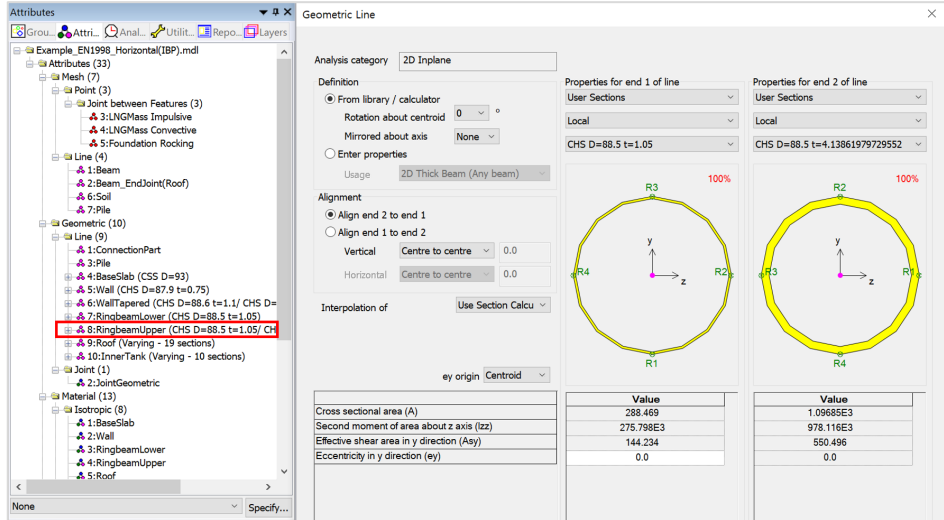 Attributes
Grou... Attri... Anal... Utilit... Repo... Layers
Example_EN1998_Horizontal(IBP).mdl
Attributes (33)
Mesh (7)
Point (3)
Joint between Features (3)
3:LNGMass Impulsive
4:LNGMass Convective
5:Foundation Rocking
Line (4)
1:Beam
2:Beam_EndJoint(Roof)
6:Soil
7:Pile
Geometric (10)
Line (9)
1:ConnectionPart
3:Pile
4:BaseSlab (CSS D=93)
5:Wall (CHS D=87.9 t=0.75)
6:WallTapered (CHS D=88.6 t=1.1/ CHS D=
7:RingbeamLower (CHS D=88.5 t=1.05)
8:RingbeamUpper (CHS D=88.5 t=1.05/ CH
9:Roof (Varying - 19 sections)
10:InnerTank (Varying - 10 sections)
Joint (1)
2:JointGeometric
Material (13)
Isotropic (8)
1:BaseSlab
2:Wall
3:RingbeamLower
4:RingbeamUpper
5:Roof
None
Specify...
Geometric Line
Analysis category 2D Inplane
Definition
From library / calculator
Rotation about centroid 0 °
Mirrored about axis None
Enter properties
Usage 2D Thick Beam (Any beam)
Alignment
Align end 2 to end 1
Align end 1 to end 2
Vertical Centre to centre 0.0
Horizontal Centre to centre 0.0
Interpolation of Use Section Calcu
ey origin Centroid
Cross sectional area (A)
Second moment of area about z axis (Izz)
Effective shear area in y direction (Asy)
Eccentricity in y direction (ey)
Properties for end 1 of line
User Sections
Local
CHS D=88.5 t=1.05
100%
R3
y
R4
R2
z
R1
Value
288.469
275.798E3
144.234
0.0
Properties for end 2 of line
User Sections
Local
CHS D=88.5 t=4.13861979729552
100%
R2
y
R3
R1
z
R4
Value
1.09685E3
978.116E3
550.496
0.0